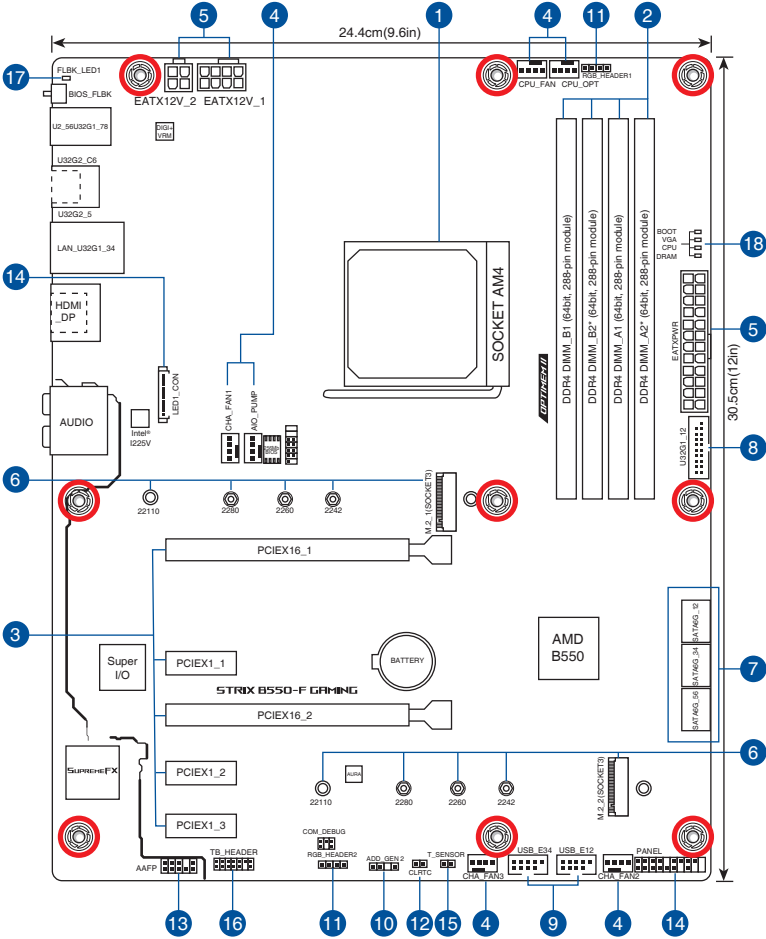 24.4cm(9.6in)
5
4
1
4
11
2
17
FLBK_LED1
BIOS_FLBK
EATX12V_2
EATX12V_1
CPU_FAN
CPU_OPT
RGB_HEADER1
U2_56U32G1_78
DIGI+
VRM
U32G2_C6
U32G2_5
LAN_U32G1_34
14
HDMI
_DP
LED1_CON
AUDIO
Intel®
I225V
4
CHA_FAN1
AIO_PUMP
BIOS
SOCKET AM4
OPTIMEM II
DDR4 DIMM_B1 (64bit, 288-pin module)
DDR4 DIMM_B2* (64bit, 288-pin module)
DDR4 DIMM_A1 (64bit, 288-pin module)
DDR4 DIMM_A2* (64bit, 288-pin module)
BOOT
VGA
CPU
DRAM
18
EATXPWR
5
30.5cm(12in)
U32G1_12
8
6
22110
2280
2260
2242
M.2_1(SOCKET3)
PCIEX16_1
3
Super
I/O
PCIEX1_1
BATTERY
AMD
B550
SATA6G_12
SATA6G_34
SATA6G_56
7
STRIX B550-F GAMING
PCIEX16_2
SUPREMEFX
PCIEX1_2
AURA
22110
2280
2260
2242
M.2_2(SOCKET3)
6
PCIEX1_3
AAFP
TB_HEADER
COM_DEBUG
RGB_HEADER2
ADD_GEN 2
CLRTC
T_SENSOR
CHA_FAN3
USB_E34
USB_E12
CHA_FAN2
PANEL
13
16
11
10
12
15
4
9
4
14